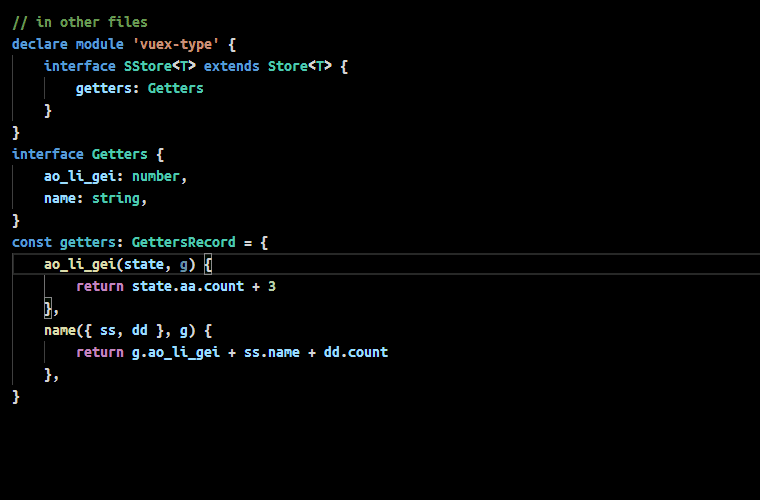 // in other files
declare module 'vuex-type' {
    interface SStore<T> extends Store<T> {
        getters: Getters
    }
}
interface Getters {
    ao_li_gei: number,
    name: string,
}
const getters: GettersRecord = {
    ao_li_gei(state, g) {
        return state.aa.count + 3
    },
    name({ ss, dd }, g) {
        return g.ao_li_gei + ss.name + dd.count
    },
}